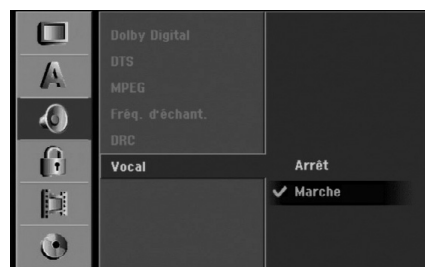 A
Dolby Digital
DTS
MPEG
Fréq. d'échant.
DRC
Vocal
Arrêt
Marche